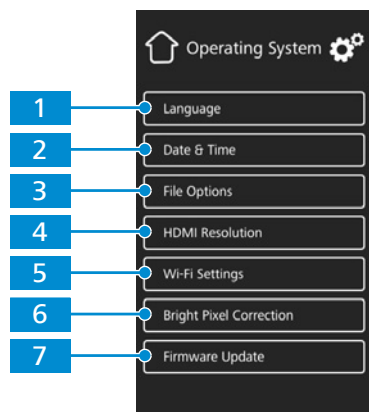 Operating System
1 Language
2 Date & Time
3 File Options
4 HDMI Resolution
5 Wi-Fi Settings
6 Bright Pixel Correction
7 Firmware Update